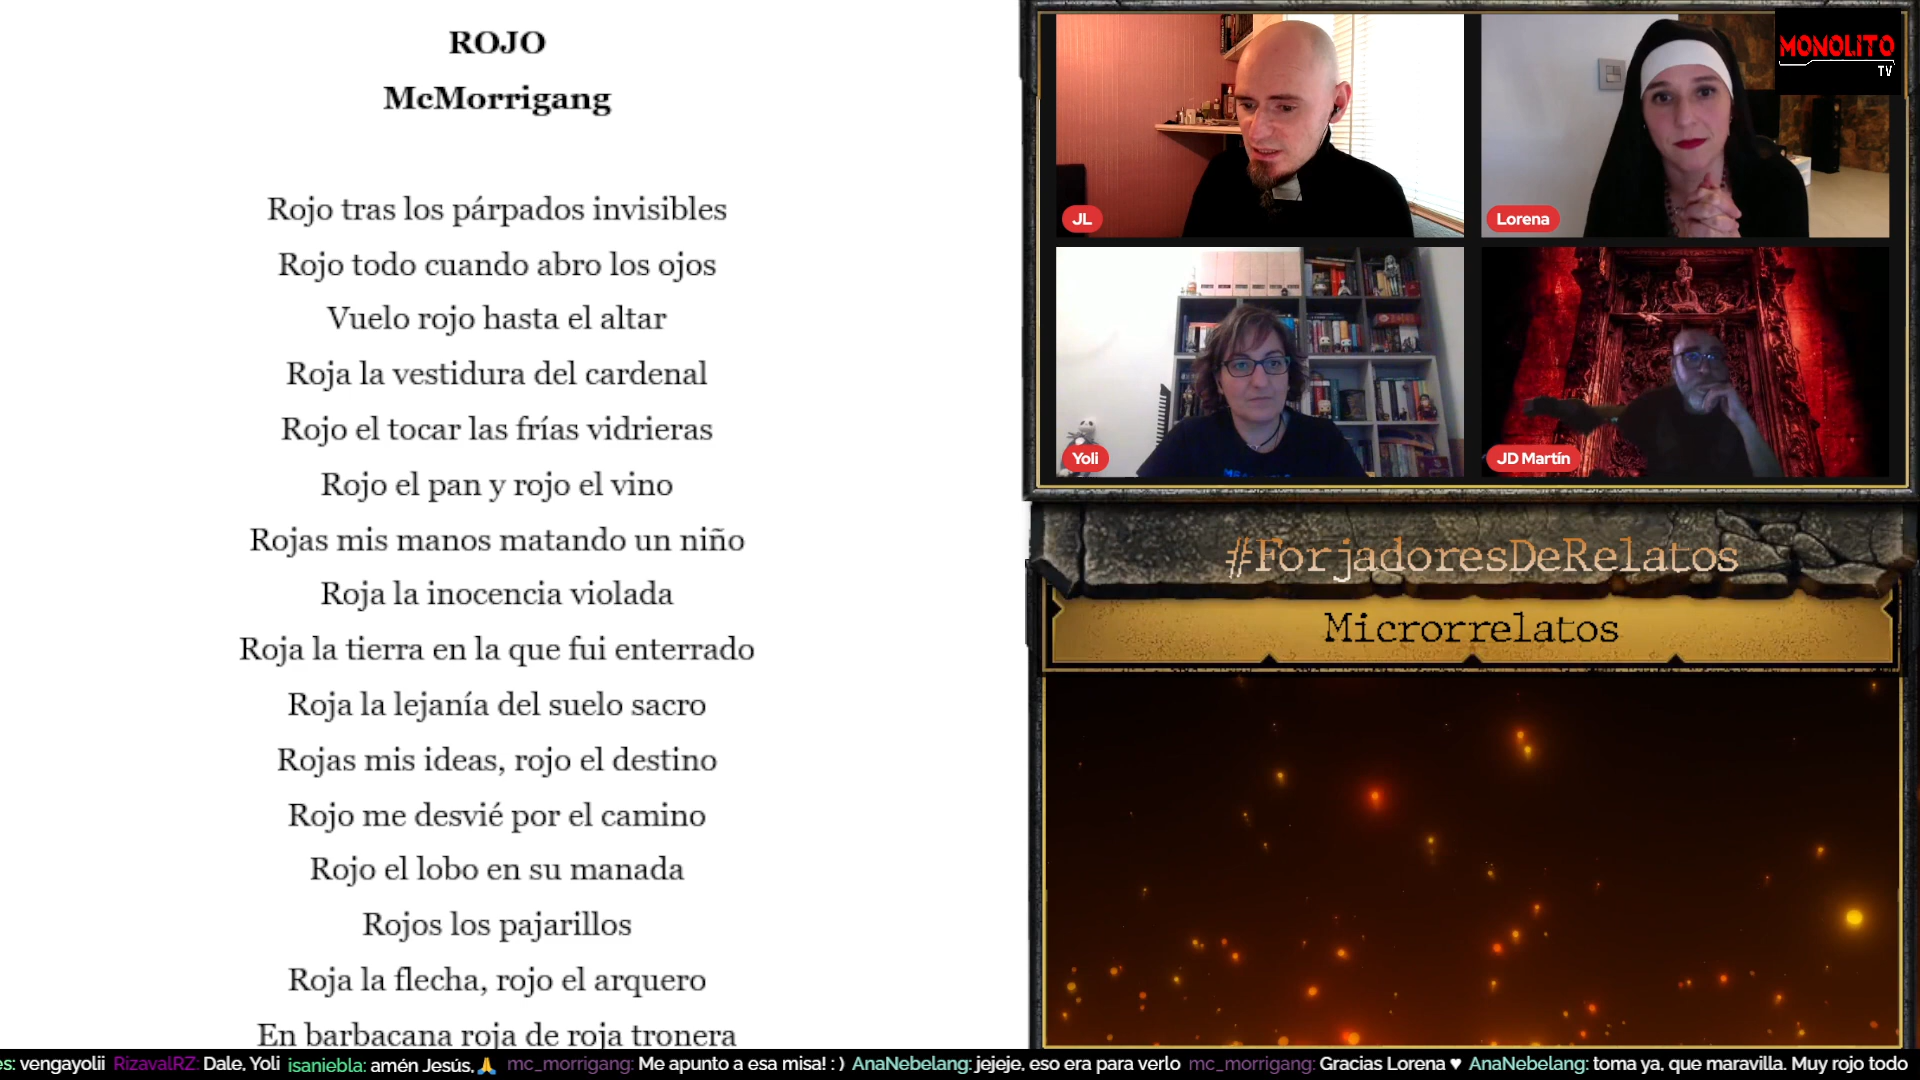 ROJO
McMorrigang
Rojo tras los párpados invisibles
Rojo todo cuando abro los ojos
Vuelo rojo hasta el altar
Roja la vestidura del cardenal
Rojo el tocar las frías vidrieras
Rojo el pan y rojo el vino
Rojas mis manos matando un niño
Roja la inocencia violada
Roja la tierra en la que fui enterrado
Roja la lejanía del suelo sacro
Rojas mis ideas, rojo el destino
Rojo me desvié por el camino
Rojo el lobo en su manada
Rojos los pajarillos
Roja la flecha, rojo el arquero
En barbacana roja de roja tronera
MONOLITO
TV
JL
Lorena
Yoli
JD Martín
#ForjadoresDeRelatos
Microrrelatos
es: vengayolii RizavalRZ: Dale, Yoli isaniebla: amén Jesús, 🙏 mc_morrigang: Me apunto a esa misa! : ) AnaNebelang: jejeje, eso era para verlo mc_morrigang: Gracias Lorena ♥ AnaNebelang: toma ya, que maravilla. Muy rojo todo